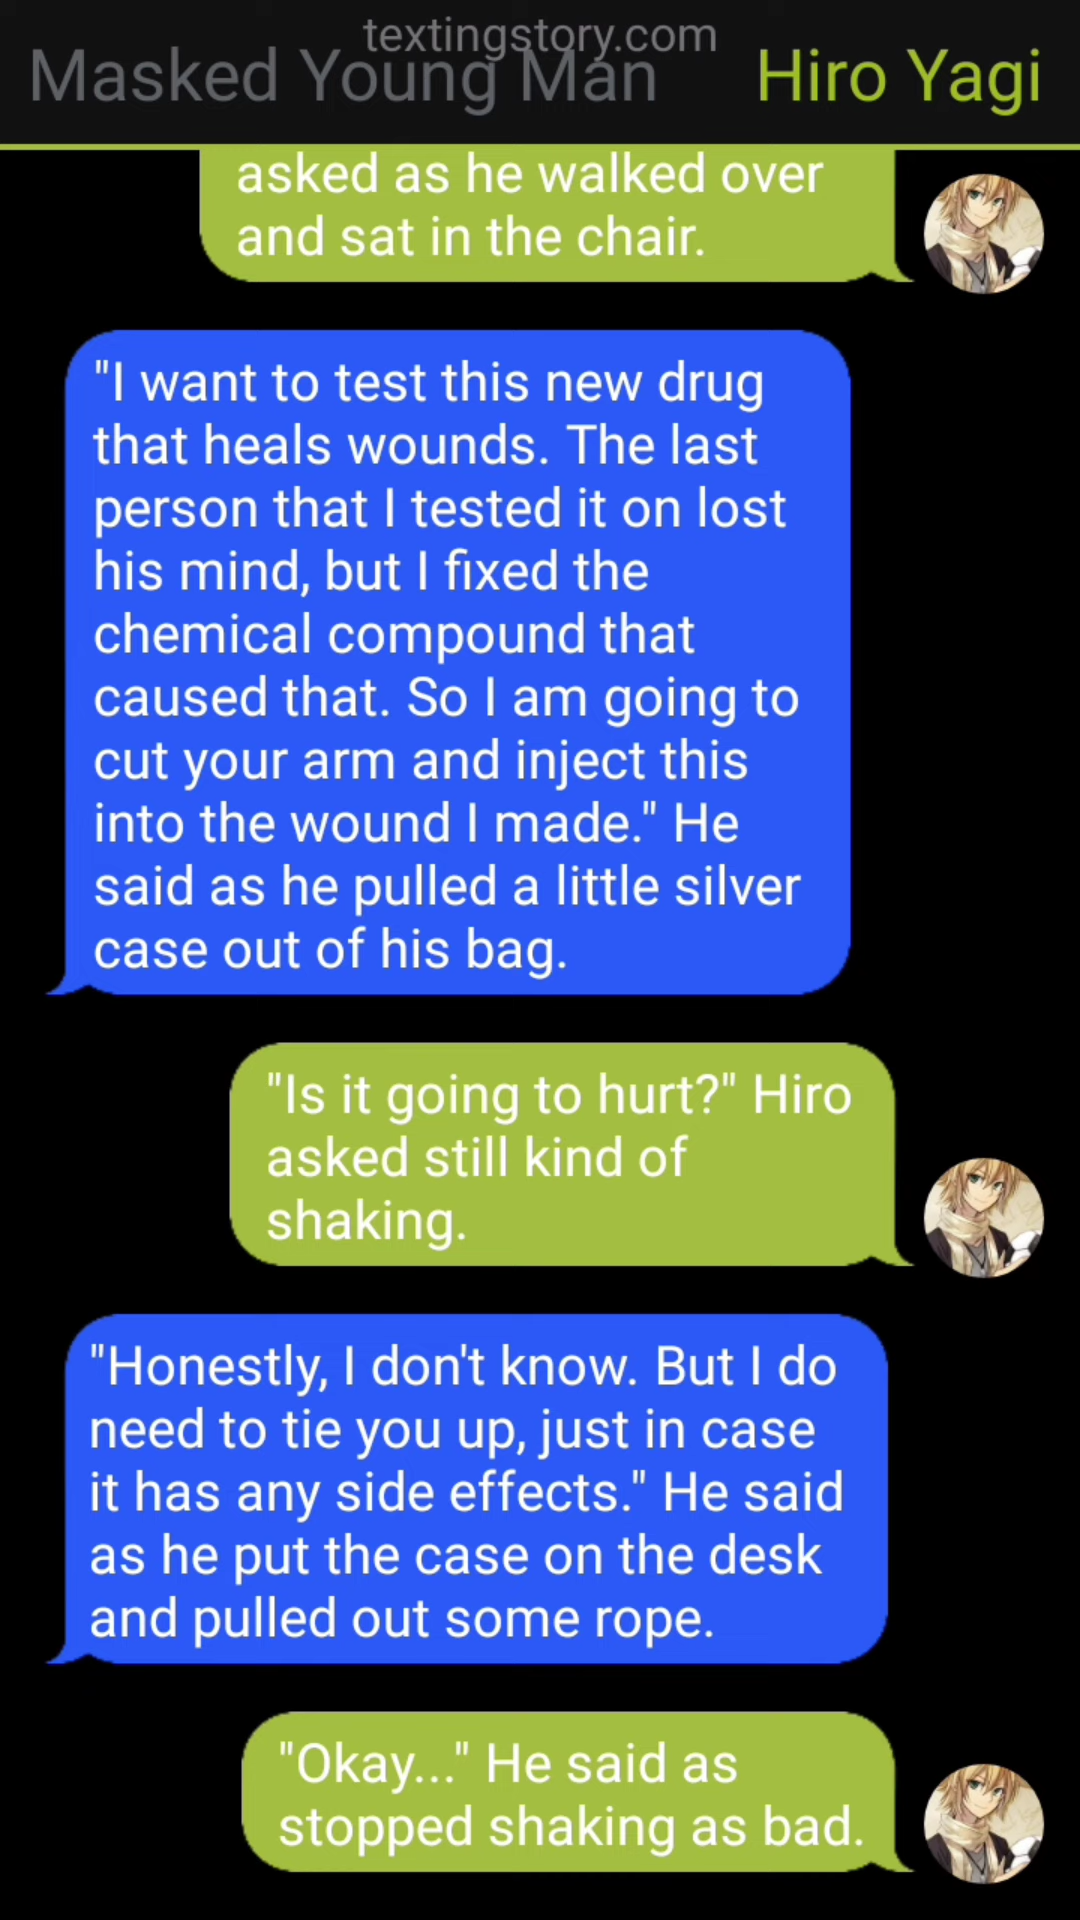 textingstory.com
Masked Young Man
Hiro Yagi
asked as he walked over
and sat in the chair.
"I want to test this new drug
that heals wounds. The last
person that I tested it on lost
his mind, but I fixed the
chemical compound that
caused that. So I am going to
cut your arm and inject this
into the wound I made." He
said as he pulled a little silver
case out of his bag.
"Is it going to hurt?" Hiro
asked still kind of
shaking.
"Honestly, I don't know. But I do
need to tie you up, just in case
it has any side effects." He said
as he put the case on the desk
and pulled out some rope.
"Okay..." He said as
stopped shaking as bad.